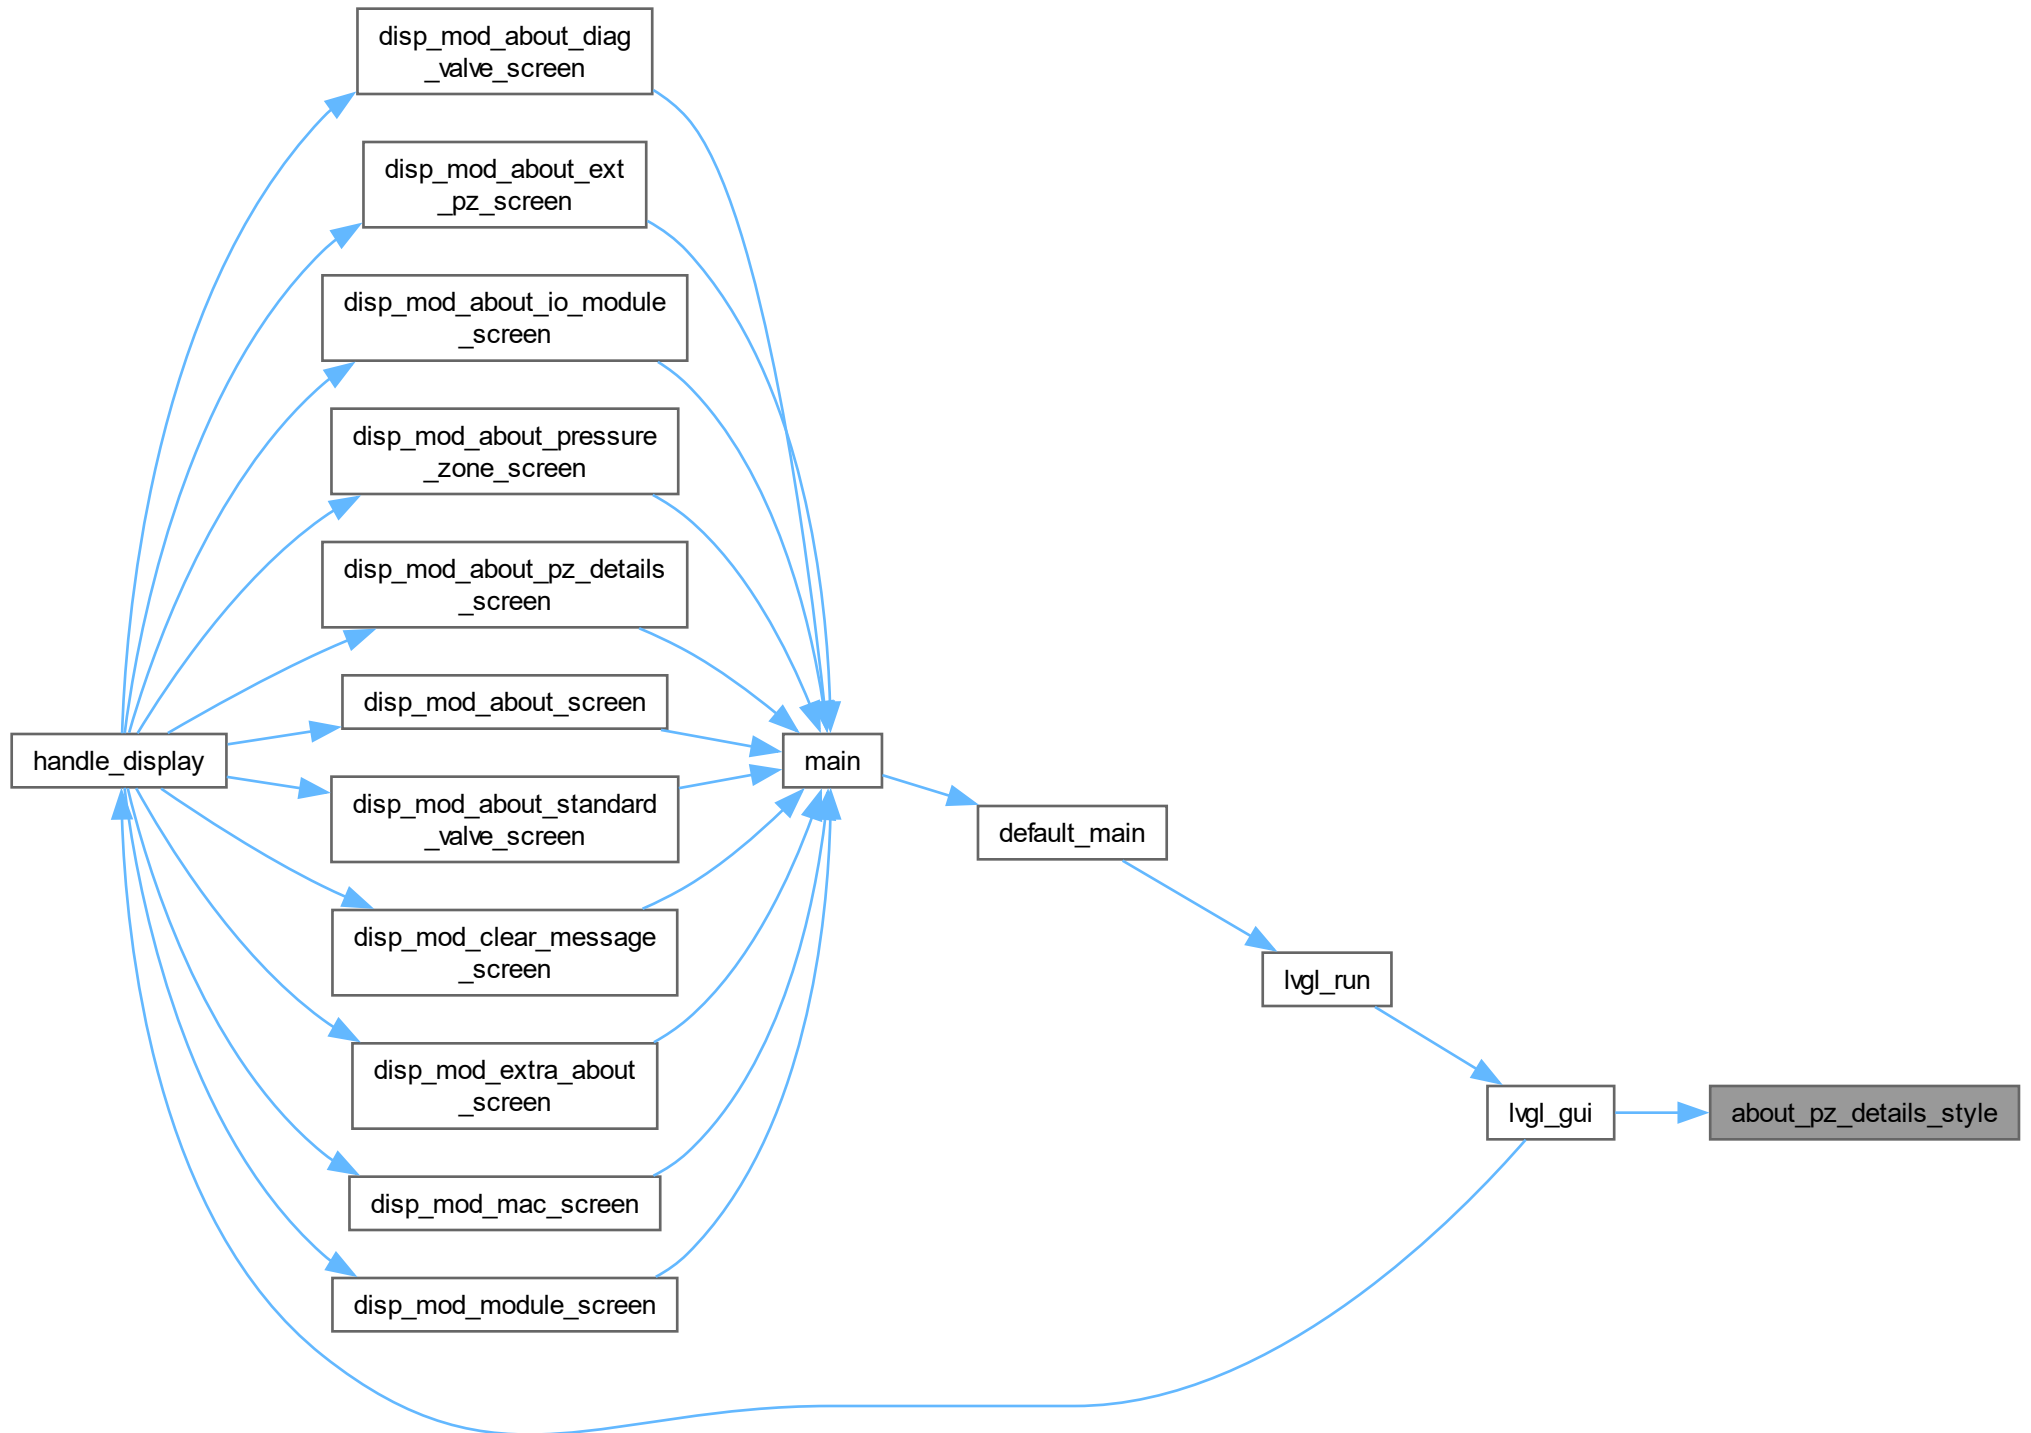 disp_mod_about_diag
_valve_screen
disp_mod_about_ext
_pz_screen
disp_mod_about_io_module
_screen
disp_mod_about_pressure
_zone_screen
disp_mod_about_pz_details
_screen
disp_mod_about_screen
handle_display
main
disp_mod_about_standard
_valve_screen
default_main
disp_mod_clear_message
_screen
lvgl_run
disp_mod_extra_about
_screen
lvgl_gui
about_pz_details_style
disp_mod_mac_screen
disp_mod_module_screen